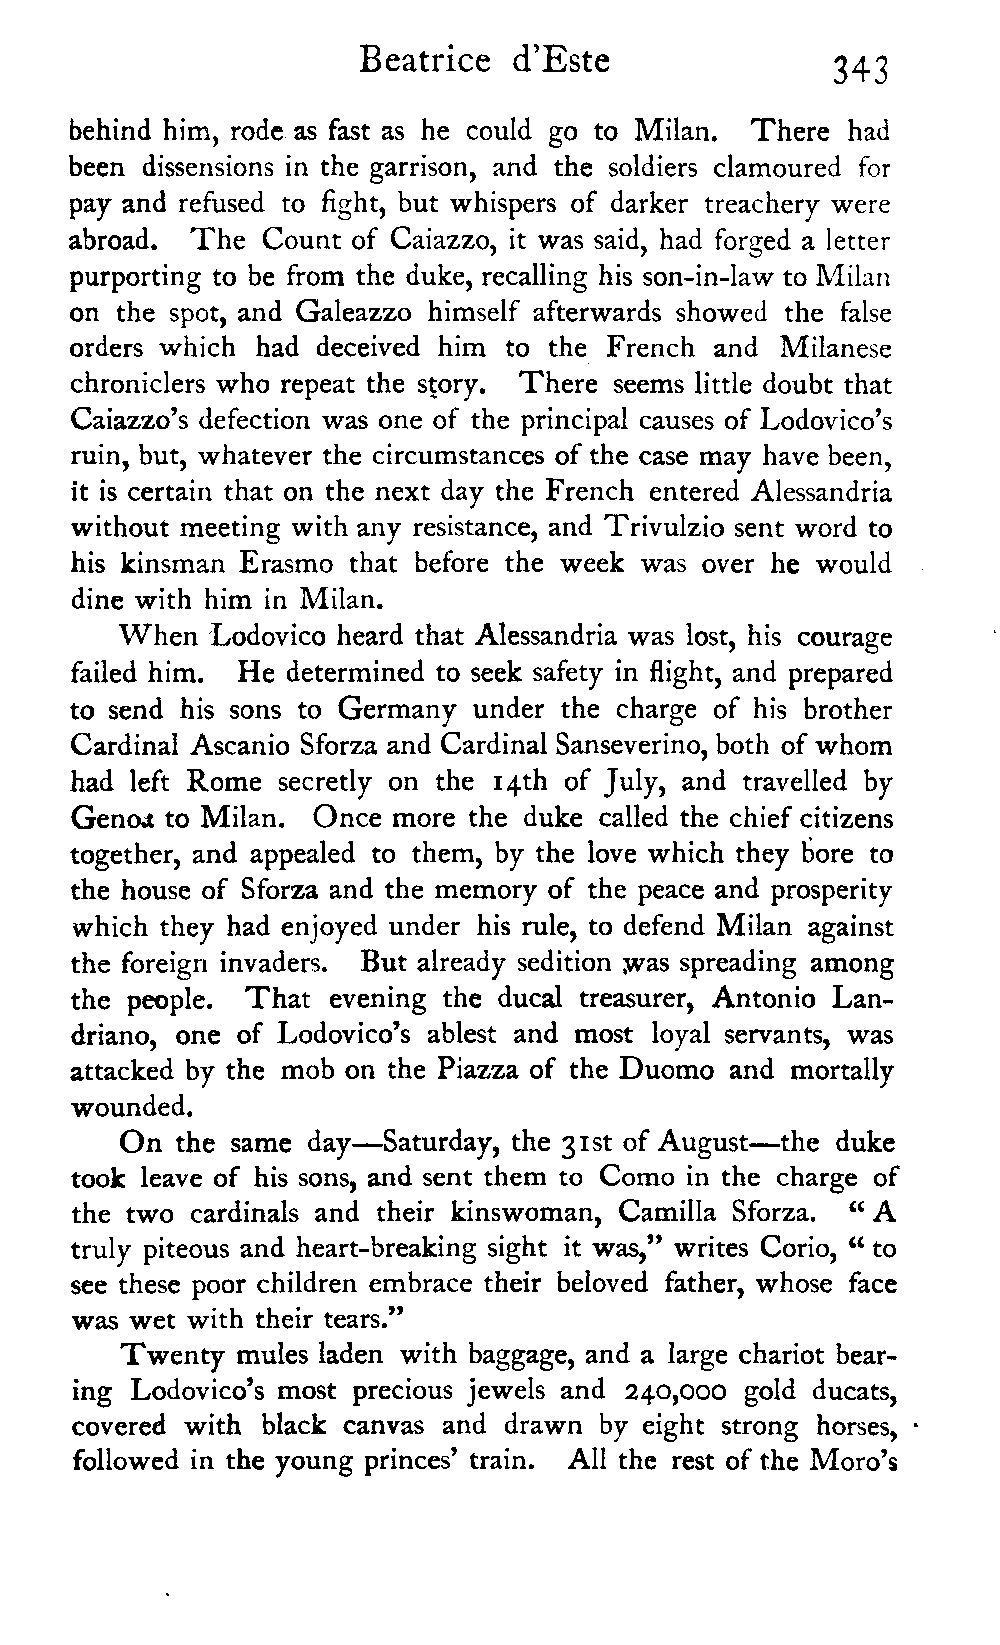 Beatrice d'Este 343
behind him, rode as fast as he could go to Milan. There had
been dissensions in the garrison, and the soldiers clamoured for
pay and refused to fight, but whispers of darker treachery were
abroad. The Count of Caiazzo, it was said, had forged a letter
purporting to be from the duke, recalling his son-in-law to Milan
on the spot, and Galeazzo himself afterwards showed the false
orders which had deceived him to the French and Milanese
chroniclers who repeat the story. There seems little doubt that
Caiazzo's defection was one of the principal causes of Lodovico's
ruin, but, whatever the circumstances of the case may have been,
it is certain that on the next day the French entered Alessandria
without meeting with any resistance, and Trivulzio sent word to
his kinsman Erasmo that before the week was over he would
dine with him in Milan.
When Lodovico heard that Alessandria was lost, his courage
failed him. He determined to seek safety in flight, and prepared
to send his sons to Germany under the charge of his brother
Cardinal Ascanio Sforza and Cardinal Sanseverino, both of whom
had left Rome secretly on the 14th of July, and travelled by
Genoa to Milan. Once more the duke called the chief citizens
together, and appealed to them, by the love which they bore to
the house of Sforza and the memory of the peace and prosperity
which they had enjoyed under his rule, to defend Milan against
the foreign invaders. But already sedition was spreading among
the people. That evening the ducal treasurer, Antonio Lan-
driano, one of Lodovico's ablest and most loyal servants, was
attacked by the mob on the Piazza of the Duomo and mortally
wounded.
On the same day—Saturday, the 31st of August—the duke
took leave of his sons, and sent them to Como in the charge of
the two cardinals and their kinswoman, Camilla Sforza. "A
truly piteous and heart-breaking sight it was," writes Corio, "to
see these poor children embrace their beloved father, whose face
was wet with their tears."
Twenty mules laden with baggage, and a large chariot bear-
ing Lodovico's most precious jewels and 240,000 gold ducats,
covered with black canvas and drawn by eight strong horses,
followed in the young princes' train. All the rest of the Moro's